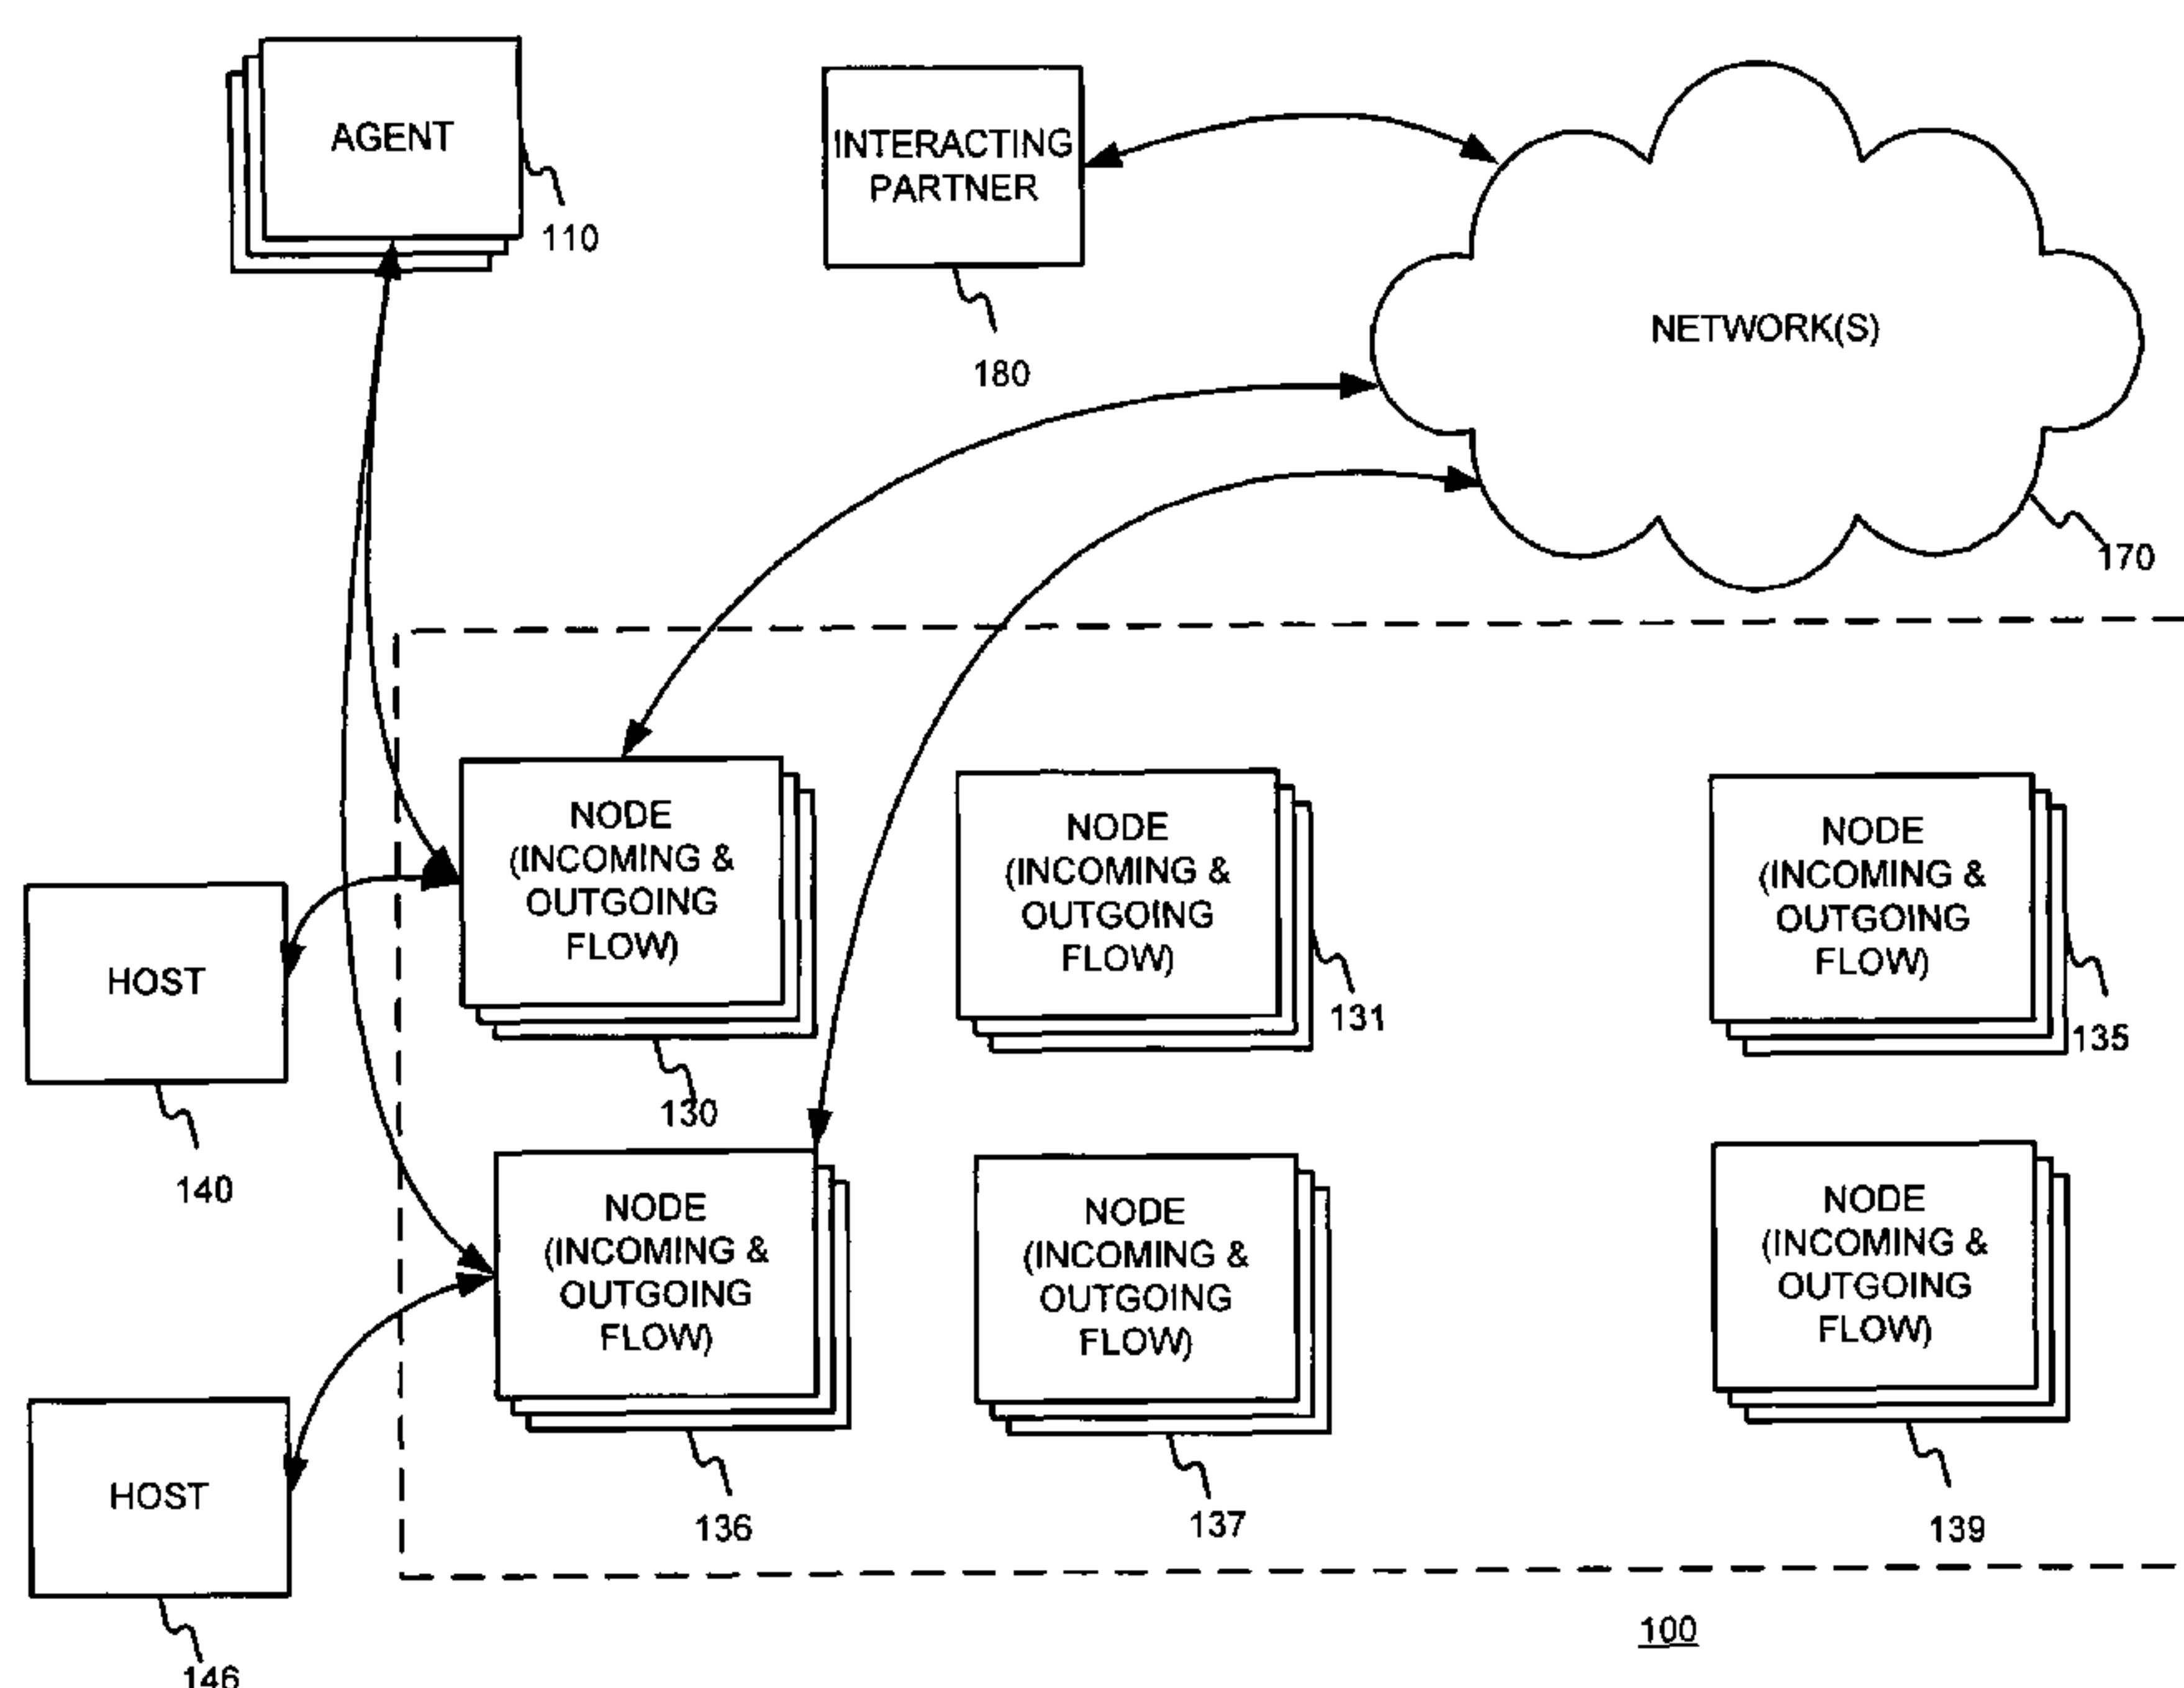 AGENT
110
INTERACTING
PARTNER
180
NETWORK(S)
170
NODE
(INCOMING &
OUTGOING
FLOW)
130
NODE
(INCOMING &
OUTGOING
FLOW)
131
NODE
(INCOMING &
OUTGOING
FLOW)
135
HOST
140
NODE
(INCOMING &
OUTGOING
FLOW)
136
NODE
(INCOMING &
OUTGOING
FLOW)
137
NODE
(INCOMING &
OUTGOING
FLOW)
139
HOST
146
100